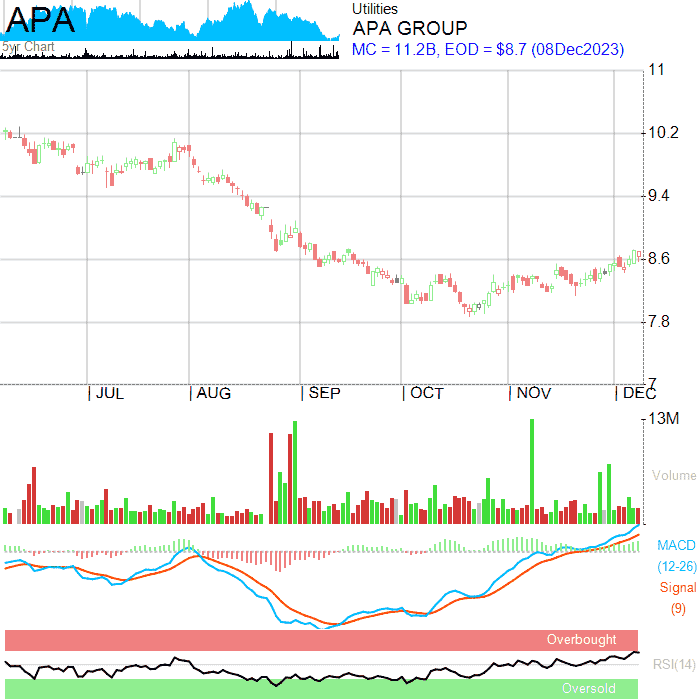 APA
5yr Chart
Utilities
APA GROUP
MC = 11.2B, EOD = $8.7 (08Dec2023)
11
10.2
9.4
8.6
7.8
7
JUL
AUG
SEP
OCT
NOV
DEC
13M
Volume
MACD
(12-26)
Signal
(9)
Overbought
RSI(14)
Oversold